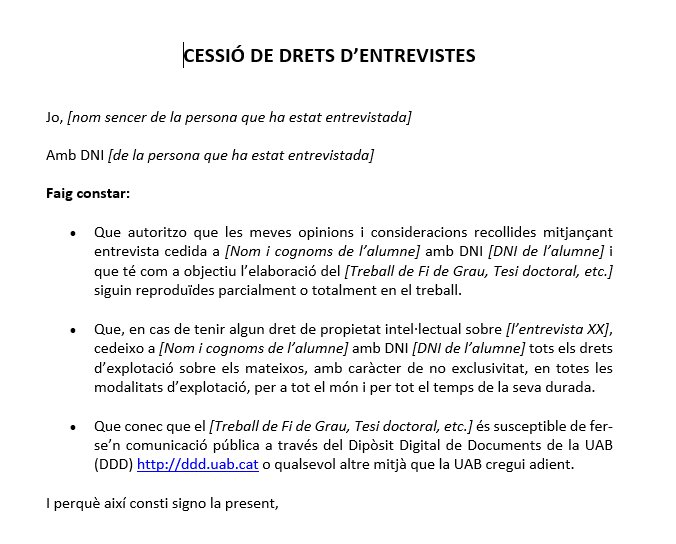 CESSIÓ DE DRETS D’ENTREVISTES
Jo, [nom sencer de la persona que ha estat entrevistada]
Amb DNI [de la persona que ha estat entrevistada]
Faig constar:
• Que autoritzo que les meves opinions i consideracions recollides mitjançant
entrevista cedida a [Nom i cognoms de l’alumne] amb DNI [DNI de l’alumne] i
que té com a objectiu l’elaboració del [Treball de Fi de Grau, Tesi doctoral, etc.]
siguin reproduïdes parcialment o totalment en el treball.
• Que, en cas de tenir algun dret de propietat intel·lectual sobre [l’entrevista XX],
cedeixo a [Nom i cognoms de l’alumne] amb DNI [DNI de l’alumne] tots els drets
d’explotació sobre els mateixos, amb caràcter de no exclusivitat, en totes les
modalitats d’explotació, per a tot el món i per tot el temps de la seva durada.
• Que conec que el [Treball de Fi de Grau, Tesi doctoral, etc.] és susceptible de fer-
se’n comunicació pública a través del Dipòsit Digital de Documents de la UAB
(DDD) http://ddd.uab.cat o qualsevol altre mitjà que la UAB cregui adient.
I perquè així consti signo la present,